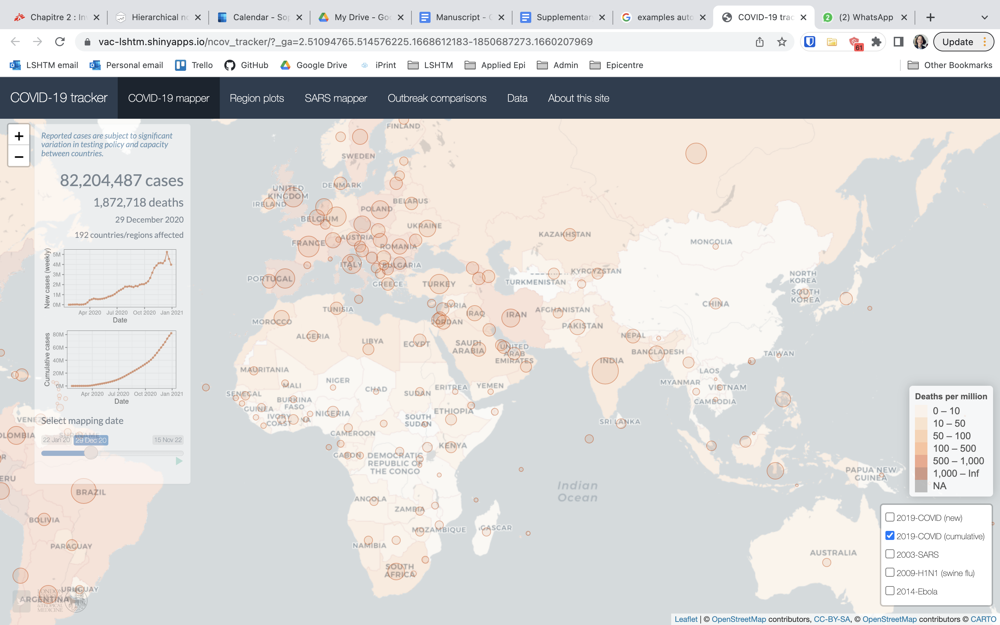 Chapitre 2 : In
Hierarchical no
Calendar - Sop
My Drive - Goo
Manuscript - G
Supplementar
examples auto
COVID-19 trac
(2) WhatsApp
vac-lshtm.shinyapps.io/ncov_tracker/?_ga=2.51094765.514576225.1668612183-1850687273.1660207969
61
Update
LSHTM email
Personal email
Trello
GitHub
Google Drive
iPrint
LSHTM
Applied Epi
Admin
Epicentre
Other Bookmarks
COVID-19 tracker
COVID-19 mapper
Region plots
SARS mapper
Outbreak comparisons
Data
About this site
+
−
Reported cases are subject to significant
variation in testing policy and capacity
between countries.
82,204,487 cases
1,872,718 deaths
29 December 2020
192 countries/regions affected
New cases (weekly)
5M
4M
3M
2M
1M
0M
Apr 2020 Jul 2020 Oct 2020 Jan 2021
Date
Cumulative cases
80M
60M
40M
20M
0M
Apr 2020 Jul 2020 Oct 2020 Jan 2021
Date
Select mapping date
22 Jan 20
29 Dec 20
15 Nov 22
FINLAND
SWEDEN
DENMARK
UNITED
KINGDOM
IRELAND
BELARUS
POLAND
BELGIUM
UKRAINE
AUSTRIA
FRANCE
ROMANIA
ITALY
BULGARIA
PORTUGAL
GREECE
TURKEY
KAZAKHSTAN
MONGOLIA
KYRGYZSTAN
TURKMENISTAN
NORTH
KOREA
SOUTH
KOREA
CHINA
TUNISIA
SYRIA
IRAQ
IRAN
AFGHANISTAN
MOROCCO
JORDAN
PAKISTAN
ALGERIA
LIBYA
EGYPT
SAUDI
ARABIA
UNITED
ARAB
EMIRATES
NEPAL
BANGLADESH
TAIWAN
INDIA
MAURITANIA
LAOS
NIGER
MYANMAR
VIETNAM
MALI
CHAD
SUDAN
ERITREA
YEMEN
SENEGAL
BURKINA
FASO
CAMBODIA
GUINEA
NIGERIA
ETHIOPIA
IVORY
COAST
NA
SOUTH
SUDAN
SRI LANKA
VENEZ
OLOMBIA
SURINAME
CAMEROON
KENYA
GABON
DEMOCRATIC
REPUBLIC OF
THE CONGO
PAPUA NEW
GUINEA
ERU
Indian
Ocean
BRAZIL
ANGOLA
ZAMBIA
BOLIVIA
MOZAMBIQUE
AGASCAR
PARAGUAY
NAMIBIA
AUSTRALIA
SOUTH
AFRICA
URUGUAY
ARGENTINA
LONDON
SCHOOL of
&TROPICAL
MEDICINE
Deaths per million
0 – 10
10 – 50
50 – 100
100 – 500
500 – 1,000
1,000 – Inf
NA
2019-COVID (new)
2019-COVID (cumulative)
2003-SARS
2009-H1N1 (swine flu)
2014-Ebola
Leaflet | © OpenStreetMap contributors, CC-BY-SA, © OpenStreetMap contributors © CARTO